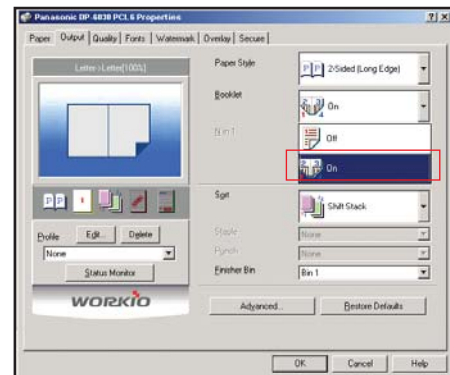 Panasonic DP-6030 PCL6 Properties
Paper Output Quality Fonts Watermark Overlay Secure
Letter->Letter[100%]
Paper Style
2-Sided (Long Edge)
Booklet
On
N in 1
Off
On
Sort
Shift Stack
Staple
None
Punch
None
Finisher Bin
Bin 1
Profile
Edit...
Delete
None
Status Monitor
WORKiO
Advanced...
Restore Defaults
OK
Cancel
Help